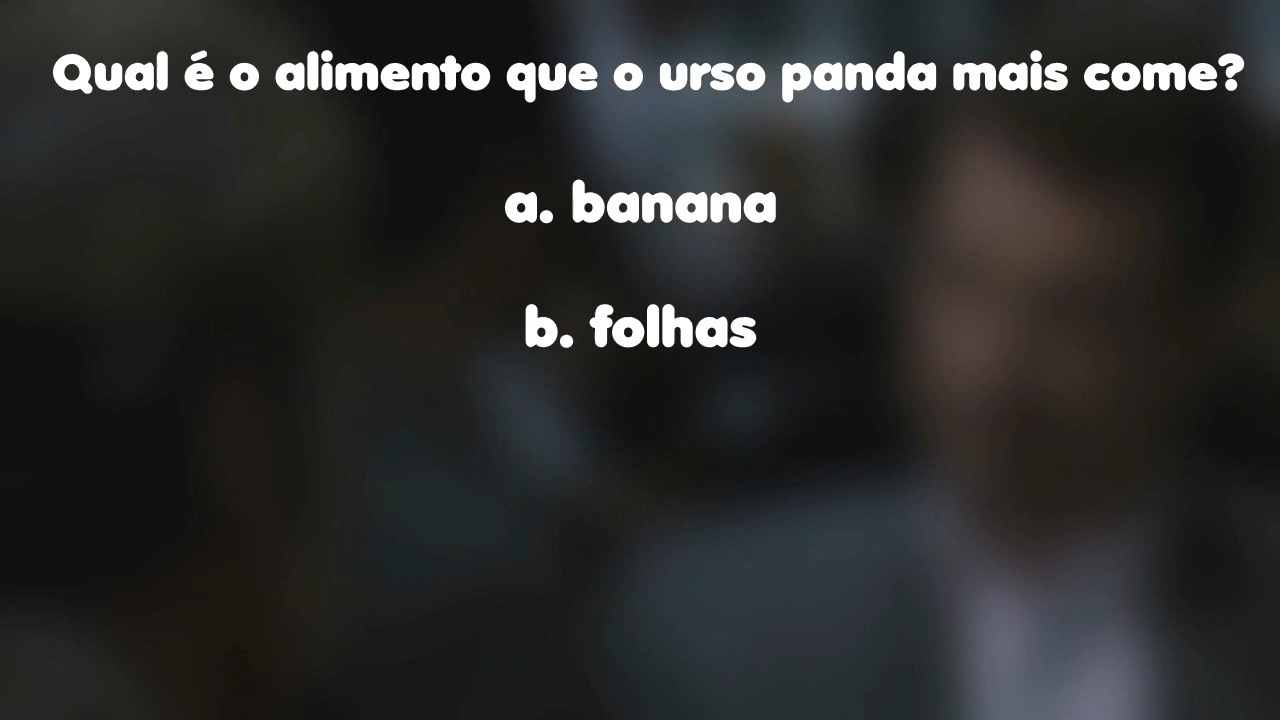 Qual é o alimento que o urso panda mais come?
a. banana
b. folhas